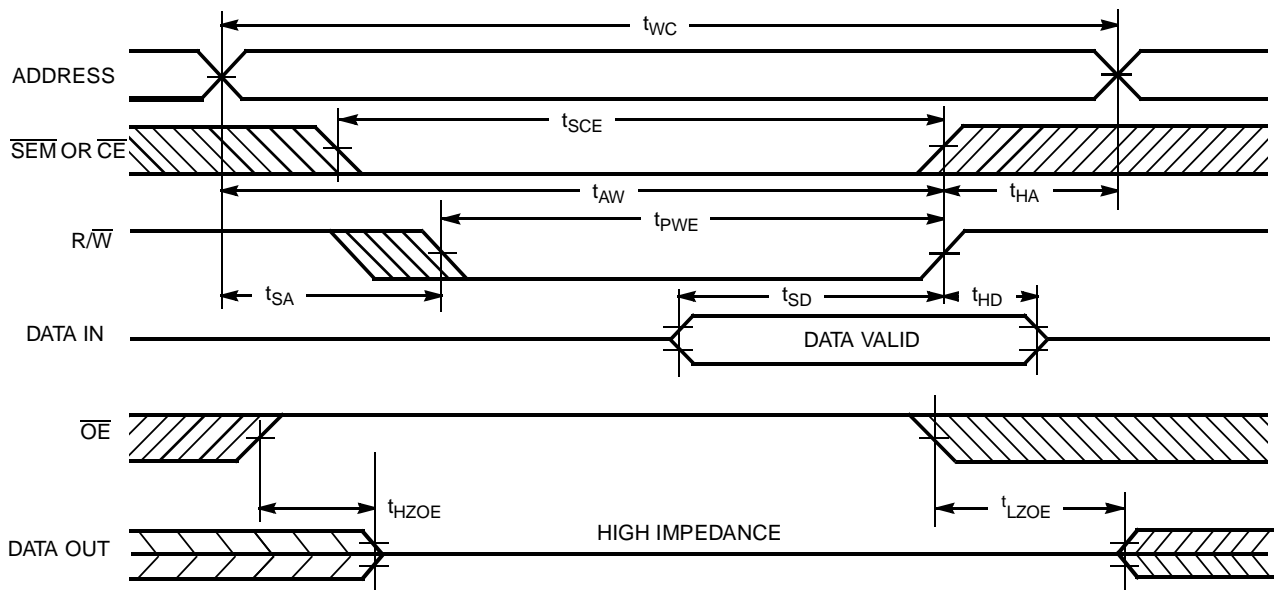 tWC
ADDRESS
tSCE
SEM OR CE
tAW
tHA
tPWE
R/W
tSA
tSD
tHD
DATA IN
DATA VALID
OE
tHZOE
tLZOE
HIGH IMPEDANCE
DATA OUT